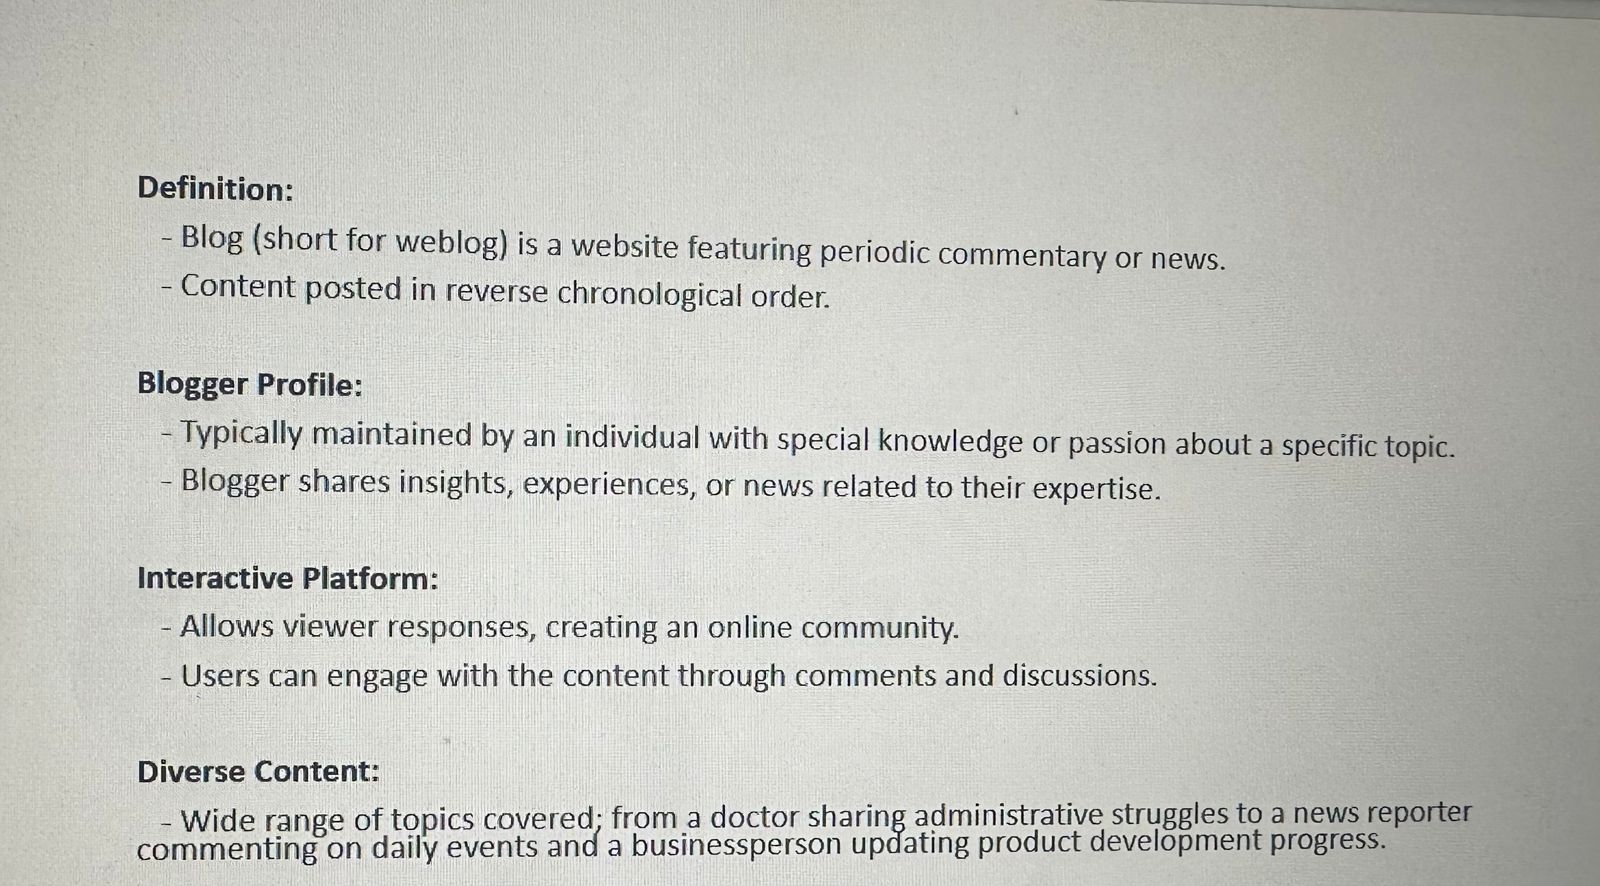 Definition:
- Blog (short for weblog) is a website featuring periodic commentary or news.
- Content posted in reverse chronological order.
Blogger Profile:
- Typically maintained by an individual with special knowledge or passion about a specific topic.
- Blogger shares insights, experiences, or news related to their expertise.
Interactive Platform:
- Allows viewer responses, creating an online community.
- Users can engage with the content through comments and discussions.
Diverse Content:
- Wide range of topics covered; from a doctor sharing administrative struggles to a news reporter
commenting on daily events and a businessperson updating product development progress.